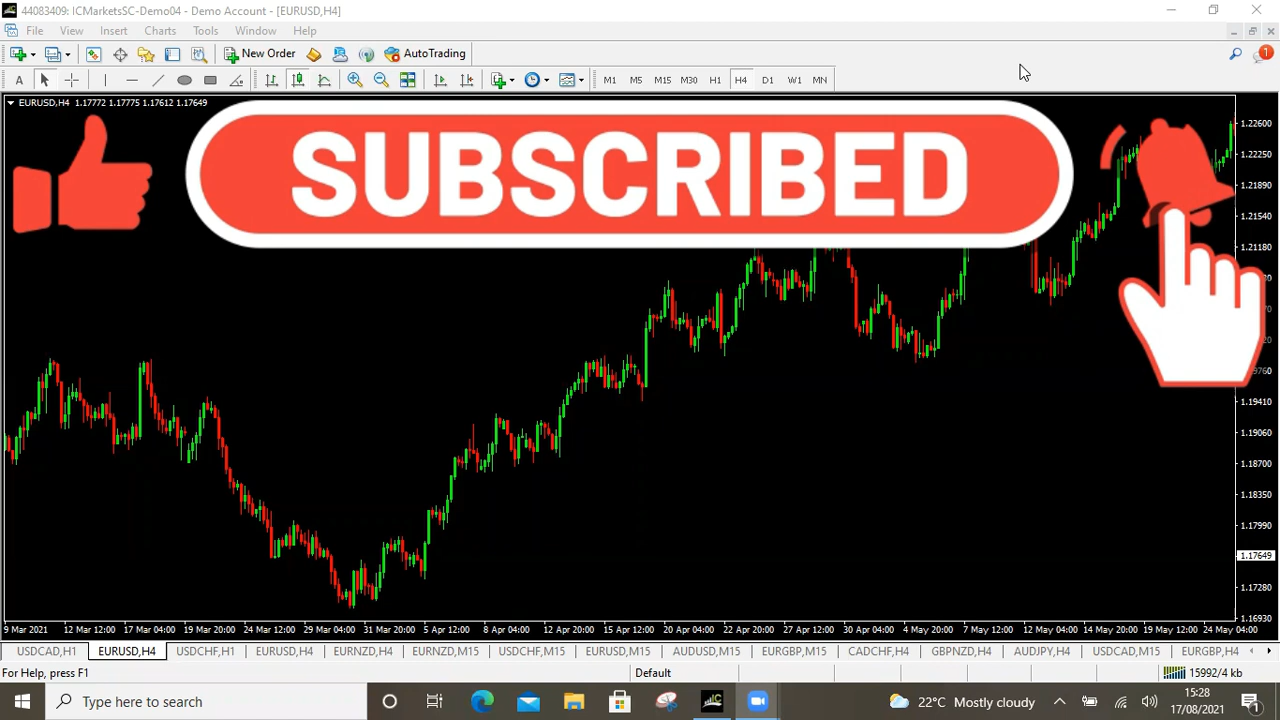 44083409: ICMarketsSC-Demo04 - Demo Account - [EURUSD,H4]
File View Insert Charts Tools Window Help
New Order AutoTrading
A M1 M5 M15 M30 H1 H4 D1 W1 MN
1
EURUSD,H4 1.17772 1.17775 1.17612 1.17649
SUBSCRIBED
1.22600
1.22250
1.21890
1.21540
1.21180
1.19410
1.19060
1.18700
1.18350
1.17990
1.17649
1.17280
1.16930
9 Mar 2021 12 Mar 12:00 17 Mar 04:00 19 Mar 20:00 24 Mar 12:00 29 Mar 04:00 31 Mar 20:00 5 Apr 12:00 8 Apr 04:00 12 Apr 20:00 15 Apr 12:00 20 Apr 04:00 22 Apr 20:00 27 Apr 12:00 30 Apr 04:00 4 May 20:00 7 May 12:00 12 May 04:00 14 May 20:00 19 May 12:00 24 May 04:00
USDCAD,H1 EURUSD,H4 USDCHF,H1 EURUSD,H4 EURNZD,H4 EURNZD,M15 USDCHF,M15 EURUSD,M15 AUDUSD,M15 EURGBP,M15 CADCHF,H4 GBPNZD,H4 AUDJPY,H4 USDCAD,M15 EURGBP,H4
For Help, press F1 Default 15992/4 kb
Type here to search 22°C Mostly cloudy 15:28
17/08/2021 1